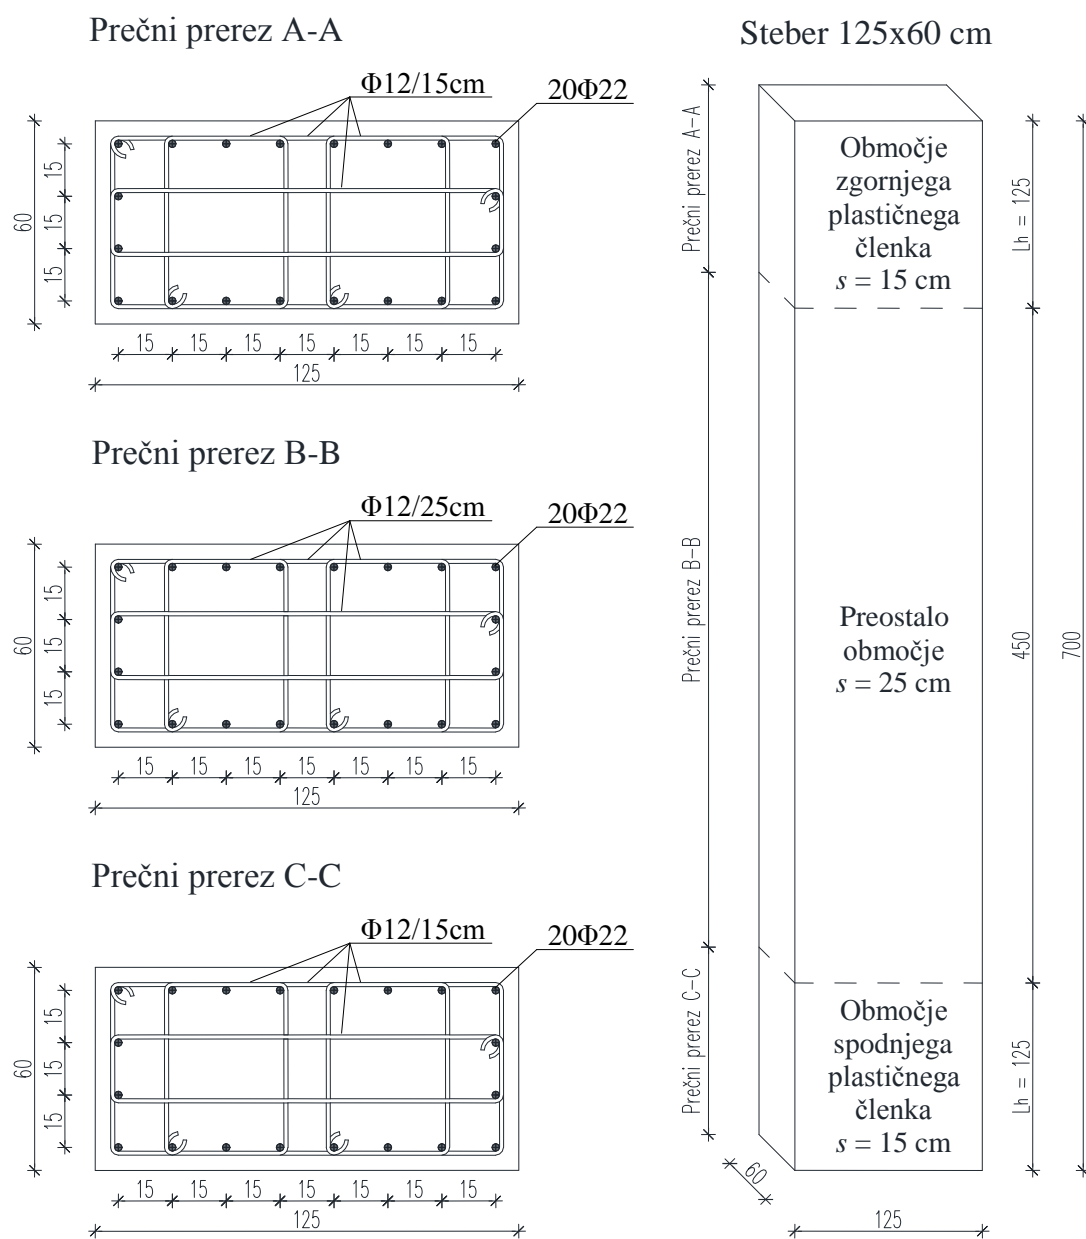 Prečni prerez A-A
Φ12/15cm
20Φ22
60
15
15
15
15
15
15
15
15
15
15
125
Prečni prerez B-B
Φ12/25cm
20Φ22
60
15
15
15
15
15
15
15
15
15
15
125
Prečni prerez C-C
Φ12/15cm
20Φ22
60
15
15
15
15
15
15
15
15
15
15
125
Steber 125x60 cm
Prečni prerez A-A
Območje
zgornjega
plastičnega
členka
s = 15 cm
Lh = 125
Prečni prerez B-B
Preostalo
območje
s = 25 cm
450
700
Prečni prerez C-C
Območje
spodnjega
plastičnega
členka
s = 15 cm
Lh = 125
60
125